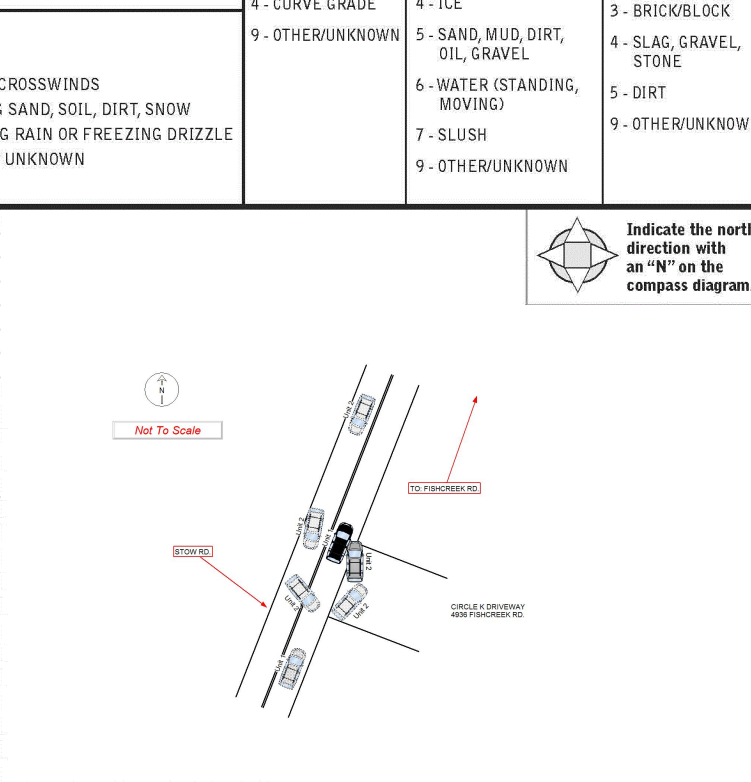 4 - CURVE GRADE
9 - OTHER/UNKNOWN
4 - ICE
5 - SAND, MUD, DIRT,
OIL, GRAVEL
6 - WATER (STANDING,
MOVING)
7 - SLUSH
9 - OTHER/UNKNOWN
3 - BRICK/BLOCK
4 - SLAG, GRAVEL,
STONE
5 - DIRT
9 - OTHER/UNKNOW
CROSSWINDS
G SAND, SOIL, DIRT, SNOW
G RAIN OR FREEZING DRIZZLE
UNKNOWN
Indicate the north
direction with
an “N” on the
compass diagram
N
Not To Scale
Unit 2
TO: FISHCREEK RD.
Unit 2
Unit 1
Unit 2
STOW RD.
Unit 2
Unit 2
CIRCLE K DRIVEWAY
4936 FISHCREEK RD.
Unit 1